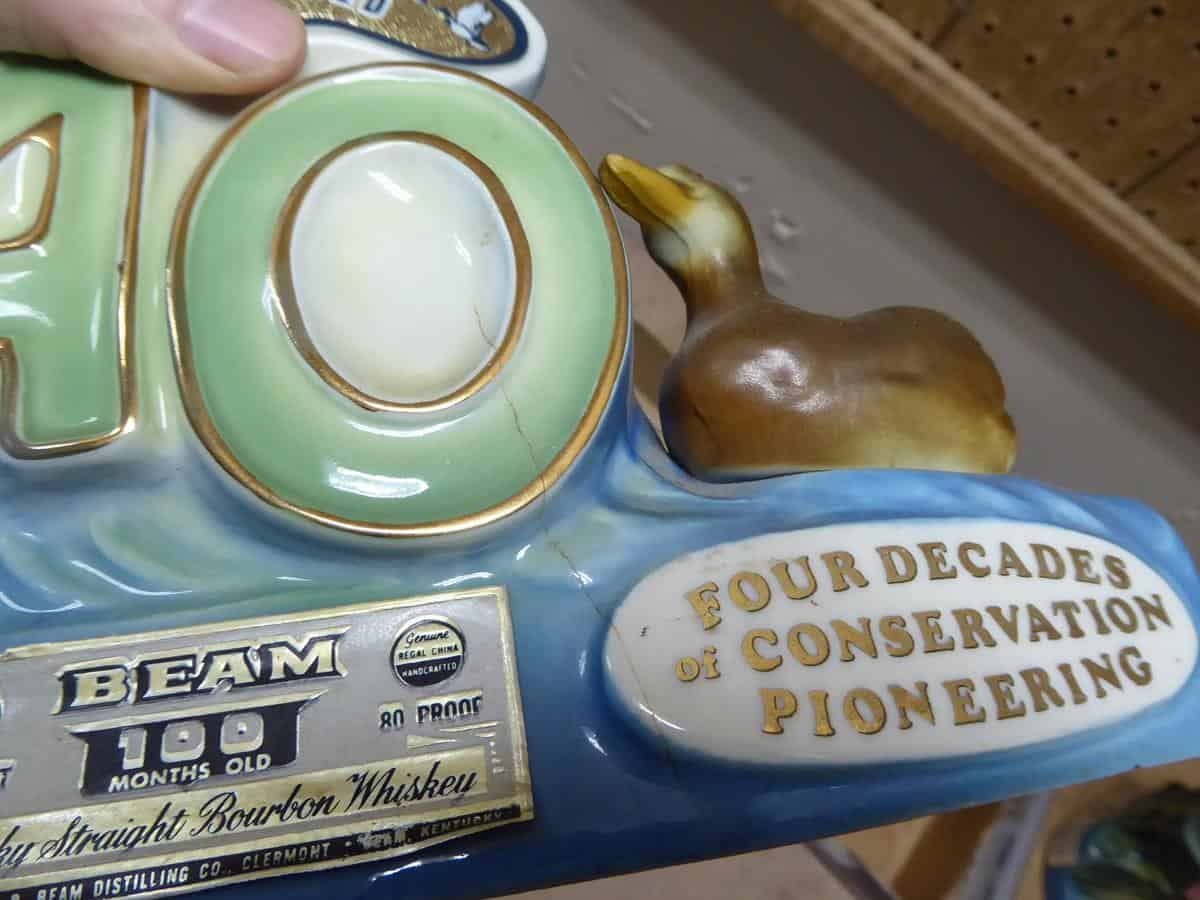 40
FOUR DECADES
of CONSERVATION
PIONEERING
BEAM
100
MONTHS OLD
Genuine
REGAL CHINA
HANDCRAFTED
80 PROOF
Straight Bourbon Whiskey
BEAM DISTILLING CO., CLERMONT · BEAM, KENTUCKY